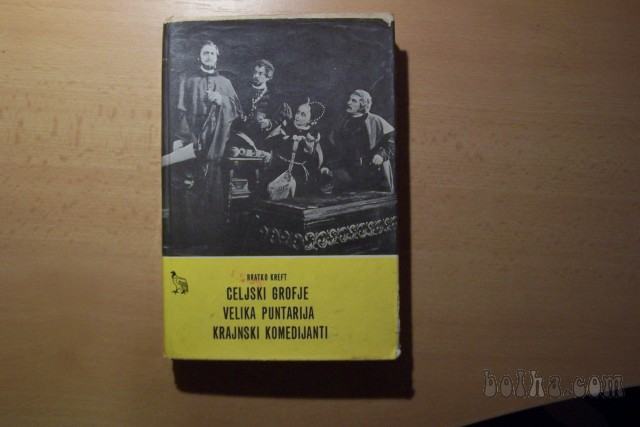 BRATKO KREFT
CELJSKI GROFJE
VELIKA PUNTARIJA
KRAJNSKI KOMEDIJANTI
bolha.com